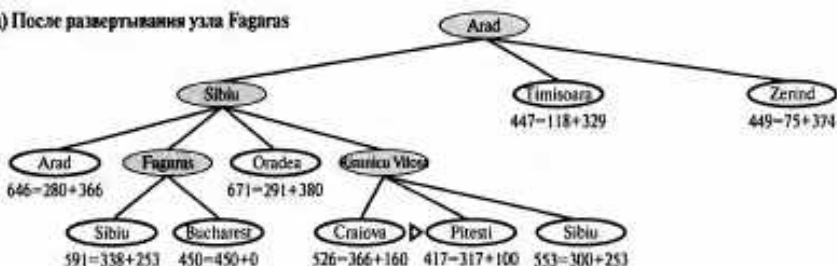 ) После развертывания узла Fagaras
Arad
Sibiu
Timisoara
Zerind
447=118+329
449=75+374
Arad
Fagaras
Oradea
Rimnicu Vilcea
646=280+366
671=291+380
Sibiu
Bucharest
Craiova
Pitesti
Sibiu
591=338+253
450=450+0
526=366+160
417=317+100
553=300+253